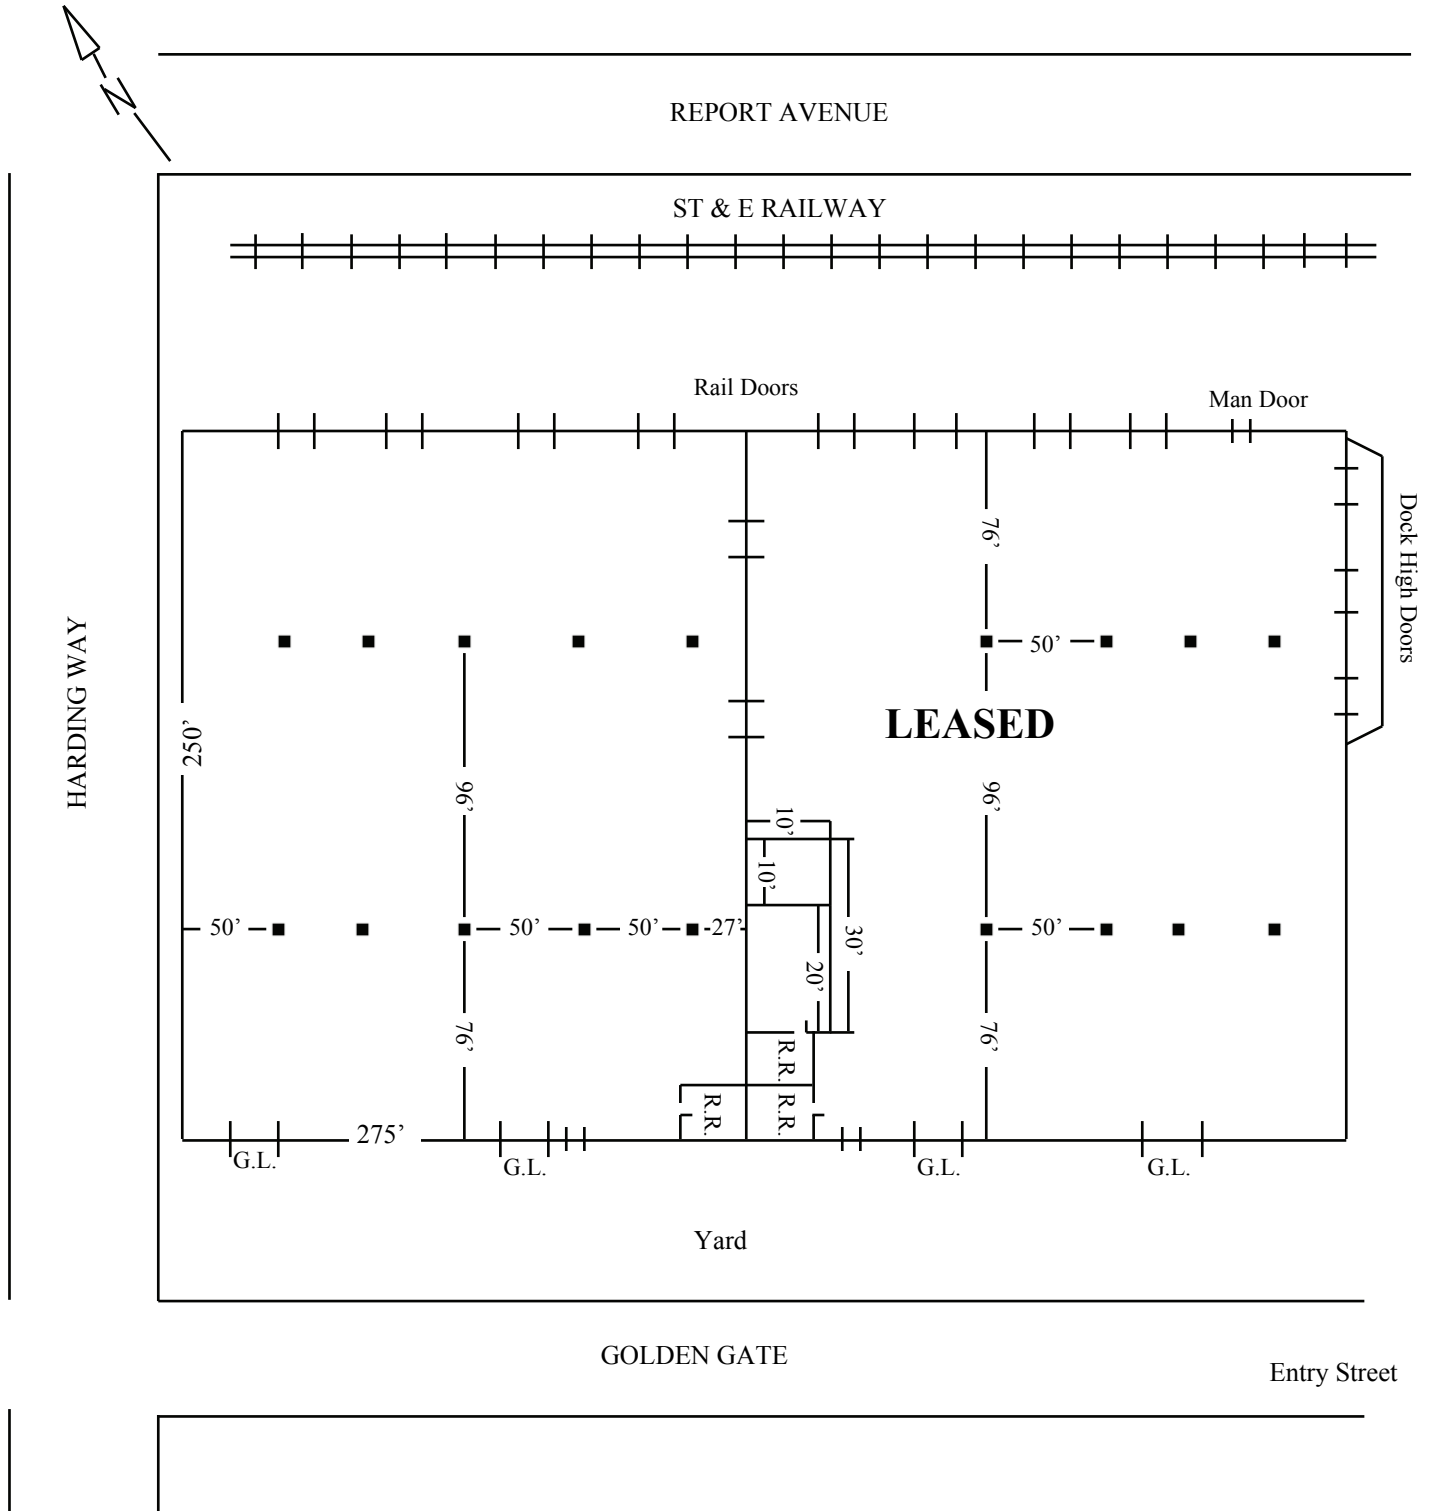 N
REPORT AVENUE
ST & E RAILWAY
Rail Doors
Man Door
Dock High Doors
HARDING WAY
76’
50’
LEASED
250’
96’
96’
10’
10’
50’
50’
50’
27’
30’
20’
50’
76’
76’
R.R.
R.R.
R.R.
275’
G.L.
G.L.
G.L.
G.L.
Yard
GOLDEN GATE
Entry Street